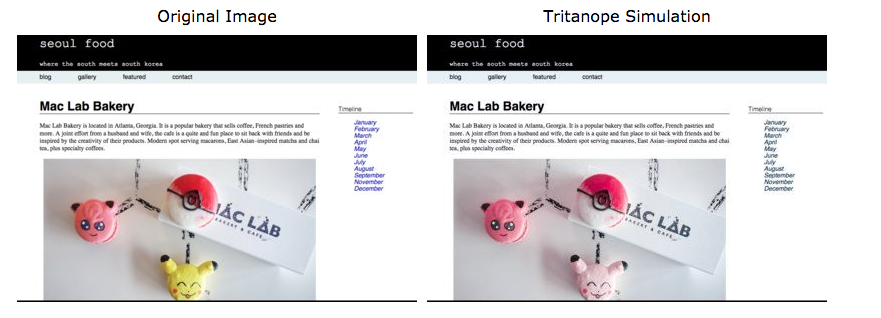 Original Image
Tritanope Simulation
seoul food
where the south meets south korea
blog gallery featured contact
Mac Lab Bakery
Mac Lab Bakery is located in Atlanta, Georgia. It is a popular bakery that sells coffee, French pastries and
more. A joint effort from a husband and wife, the cafe is a quite and fun place to sit back with friends and be
inspired by the creativity of their products. Modern spot serving macarons, East Asian-inspired matcha and chai
tea, plus specialty coffees.
Timeline
January
February
March
April
May
June
July
August
September
November
December
MAC LAB
BAKERY & CAFE
seoul food
where the south meets south korea
blog gallery featured contact
Mac Lab Bakery
Mac Lab Bakery is located in Atlanta, Georgia. It is a popular bakery that sells coffee, French pastries and
more. A joint effort from a husband and wife, the cafe is a quite and fun place to sit back with friends and be
inspired by the creativity of their products. Modern spot serving macarons, East Asian-inspired matcha and chai
tea, plus specialty coffees.
Timeline
January
February
March
April
May
June
July
August
September
November
December
MAC LAB
BAKERY & CAFE